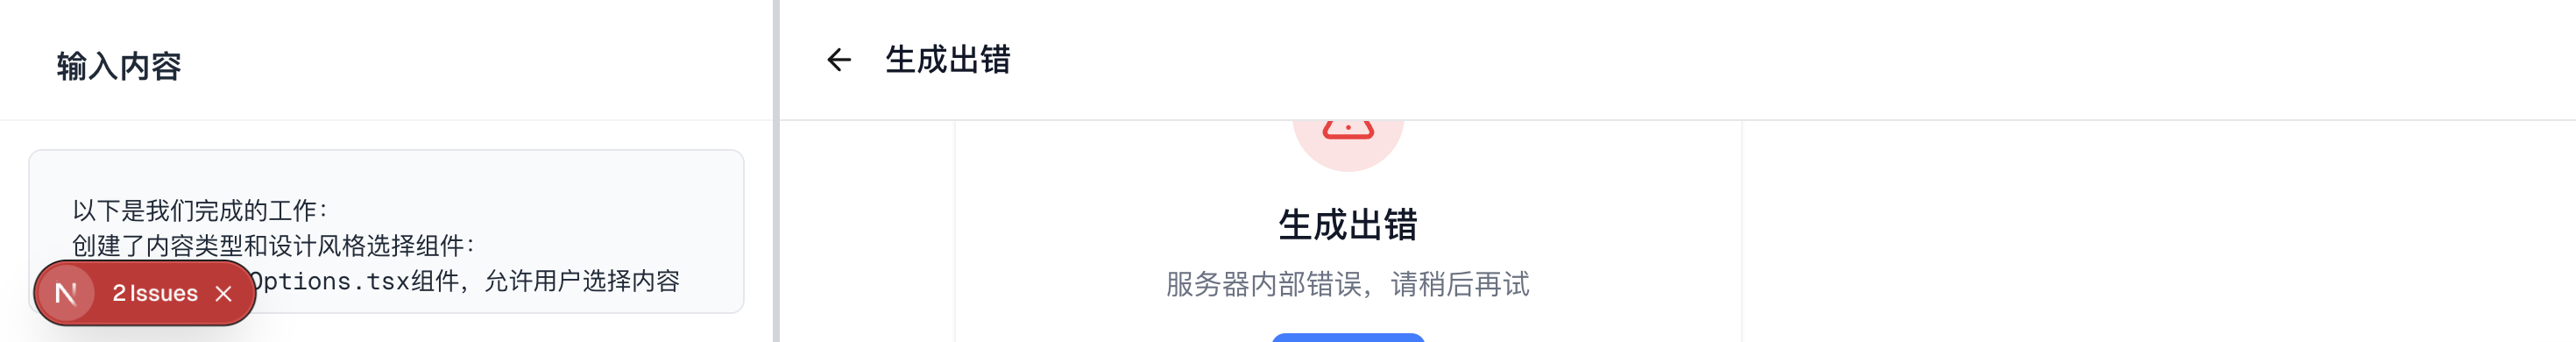 输入内容
以下是我们完成的工作：
创建了内容类型和设计风格选择组件：
Options.tsx组件，允许用户选择内容
N 2 Issues
生成出错
生成出错
服务器内部错误，请稍后再试